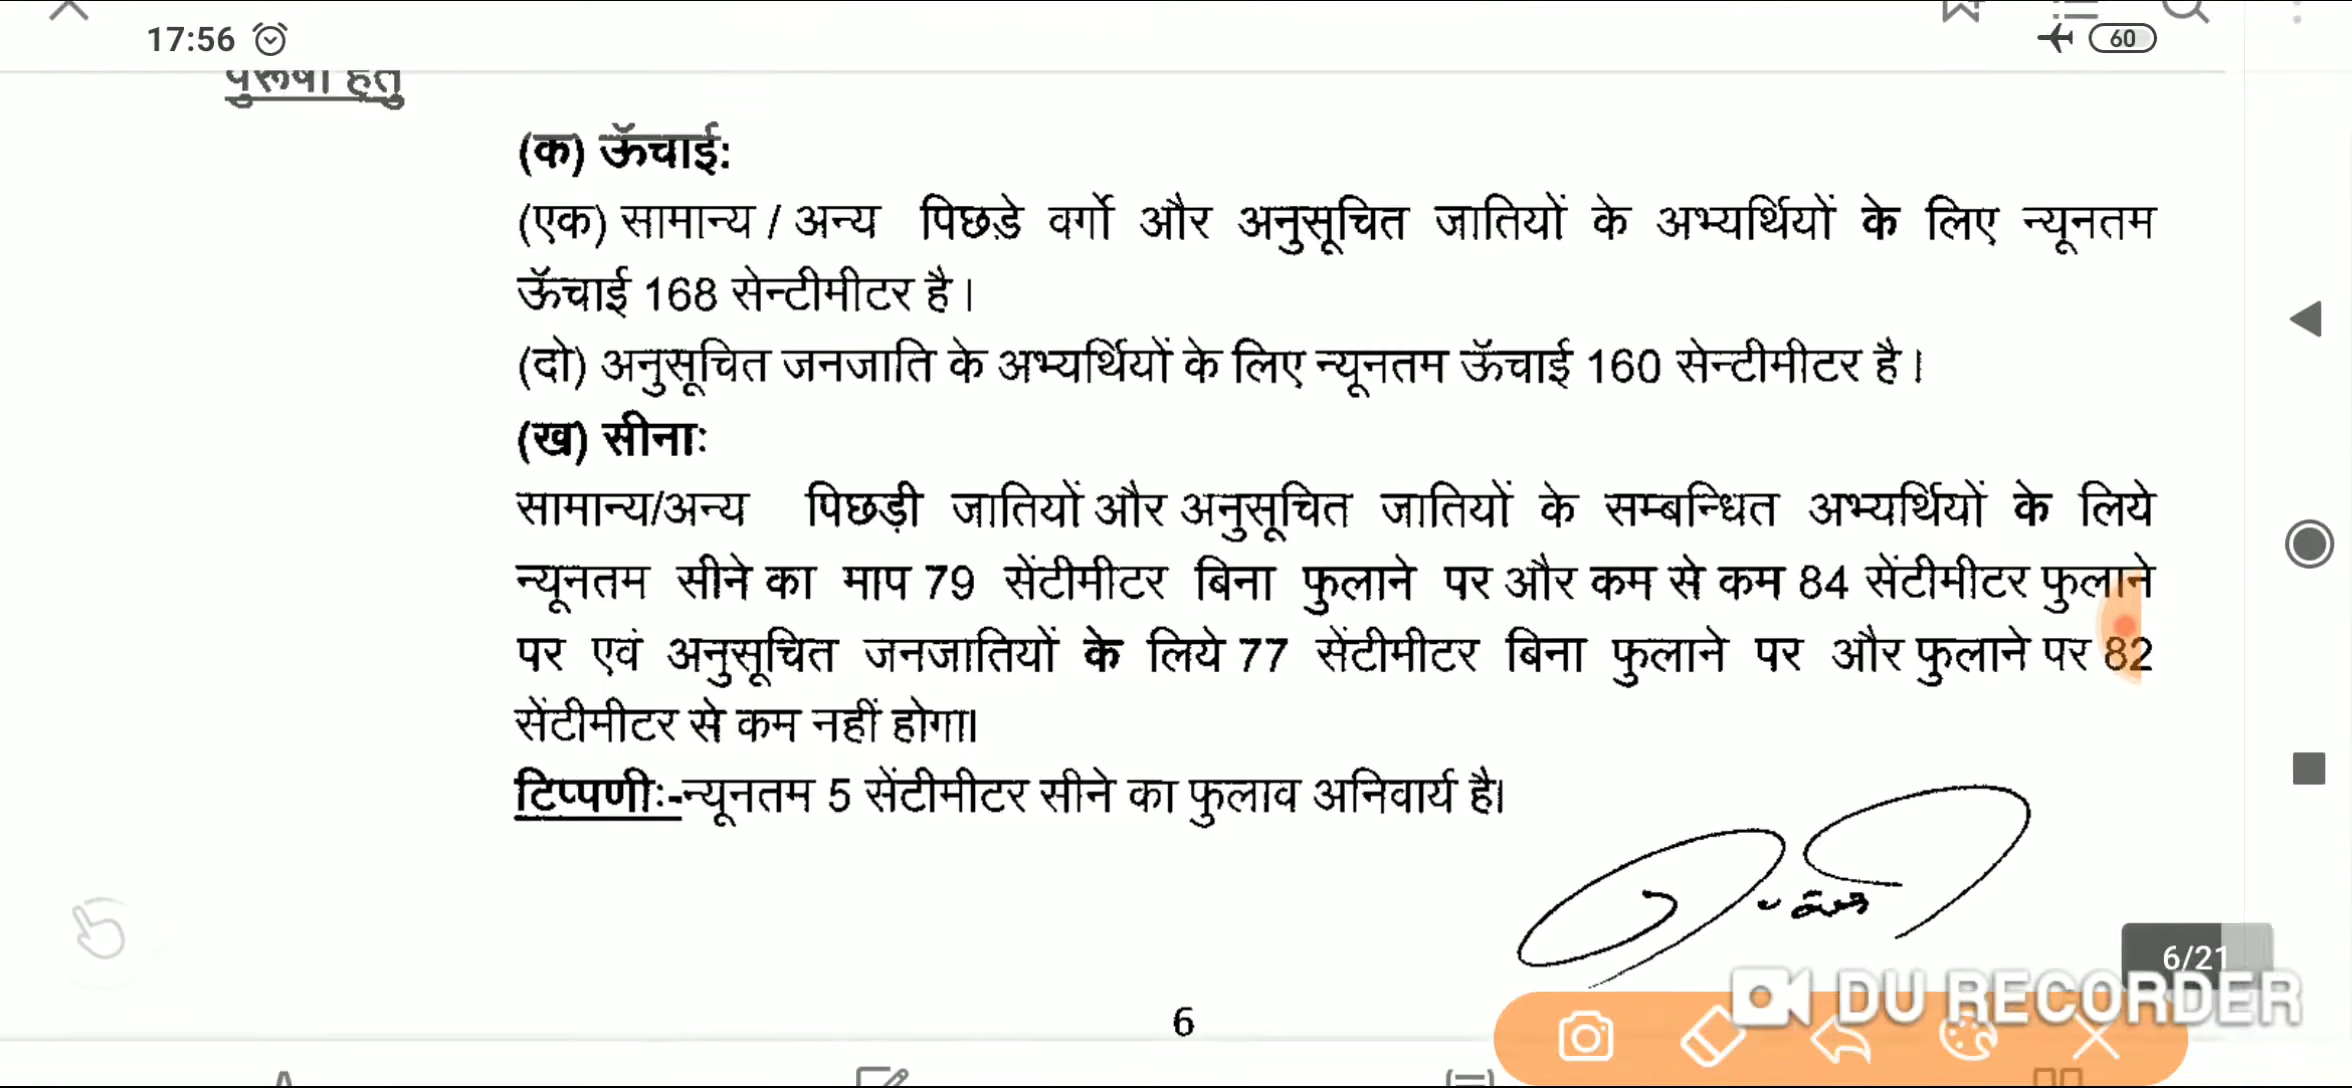 17:56
60
पुरूषों हेतु
(क) ऊँचाई:
(एक) सामान्य / अन्य पिछड़े वर्गो और अनुसूचित जातियों के अभ्यर्थियों के लिए न्यूनतम
ऊँचाई 168 सेन्टीमीटर है।
(दो) अनुसूचित जनजाति के अभ्यर्थियों के लिए न्यूनतम ऊँचाई 160 सेन्टीमीटर है।
(ख) सीनाः
सामान्य/अन्य पिछड़ी जातियों और अनुसूचित जातियों के सम्बन्धित अभ्यर्थियों के लिये
न्यूनतम सीने का माप 79 सेंटीमीटर बिना फुलाने पर और कम से कम 84 सेंटीमीटर फुलाने
पर एवं अनुसूचित जनजातियों के लिये 77 सेंटीमीटर बिना फुलाने पर और फुलाने पर 82
सेंटीमीटर से कम नहीं होगा।
टिप्पणीः-न्यूनतम 5 सेंटीमीटर सीने का फुलाव अनिवार्य है।
6/21
DU RECORDER
6